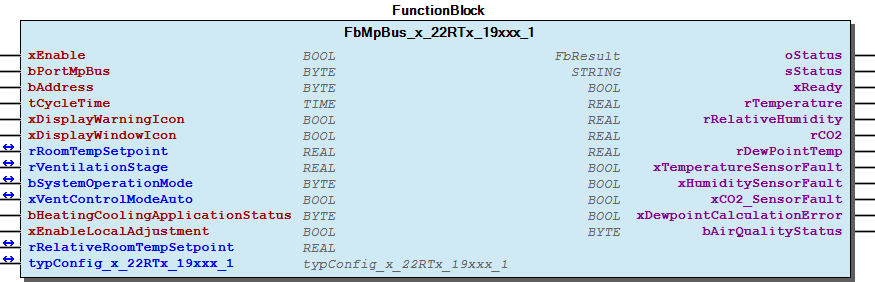 FunctionBlock
FbMpBus_x_22RTx_19xxx_1
xEnable BOOL FbResult oStatus
bPortMpBus BYTE STRING sStatus
bAddress BYTE BOOL xReady
tCycleTime TIME REAL rTemperature
xDisplayWarningIcon BOOL REAL rRelativeHumidity
xDisplayWindowIcon BOOL REAL rCO2
rRoomTempSetpoint REAL REAL rDewPointTemp
rVentilationStage REAL BOOL xTemperatureSensorFault
bSystemOperationMode BYTE BOOL xHumiditySensorFault
xVentControlModeAuto BOOL BOOL xCO2_SensorFault
bHeatingCoolingApplicationStatus BYTE BOOL xDewpointCalculationError
xEnableLocalAdjustment BOOL BYTE bAirQualityStatus
rRelativeRoomTempSetpoint REAL
typConfig_x_22RTx_19xxx_1 typConfig_x_22RTx_19xxx_1